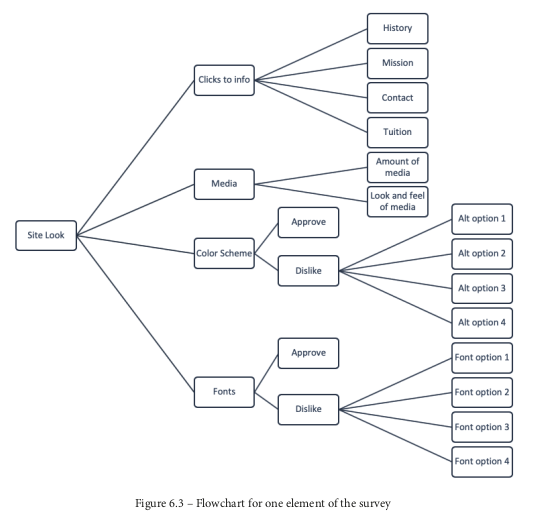 Site Look
Clicks to info
History
Mission
Contact
Tuition
Media
Amount of
media
Look and feel
of media
Color Scheme
Approve
Dislike
Alt option 1
Alt option 2
Alt option 3
Alt option 4
Fonts
Approve
Dislike
Font option 1
Font option 2
Font option 3
Font option 4
Figure 6.3 – Flowchart for one element of the survey